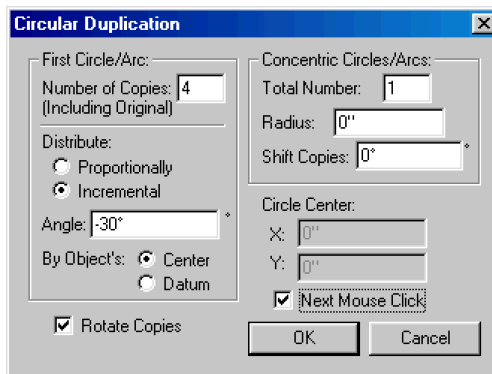 Circular Duplication
First Circle/Arc:
Number of Copies: 4
(Including Original)
Distribute:
Proportionally
Incremental
Angle: -30° °
By Object's: Center
Datum
Rotate Copies
Concentric Circles/Arcs:
Total Number: 1
Radius: 0"
Shift Copies: 0° °
Circle Center:
X: 0"
Y: 0"
Next Mouse Click
OK
Cancel